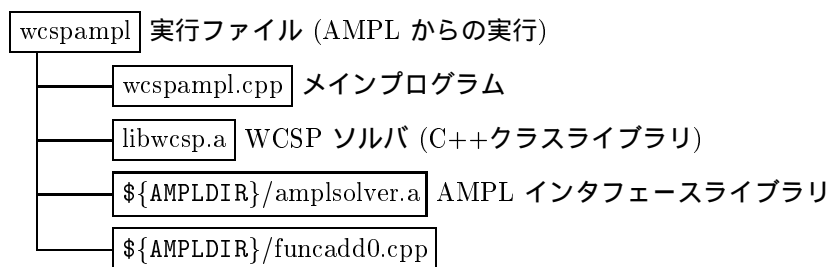 wcspampl 実行ファイル (AMPL からの実行)
wcspampl.cpp メインプログラム
libwcsp.a WCSP ソルバ (C++クラスライブラリ)
${AMPLDIR}/amplsolver.a AMPL インタフェースライブラリ
${AMPLDIR}/funcadd0.cpp